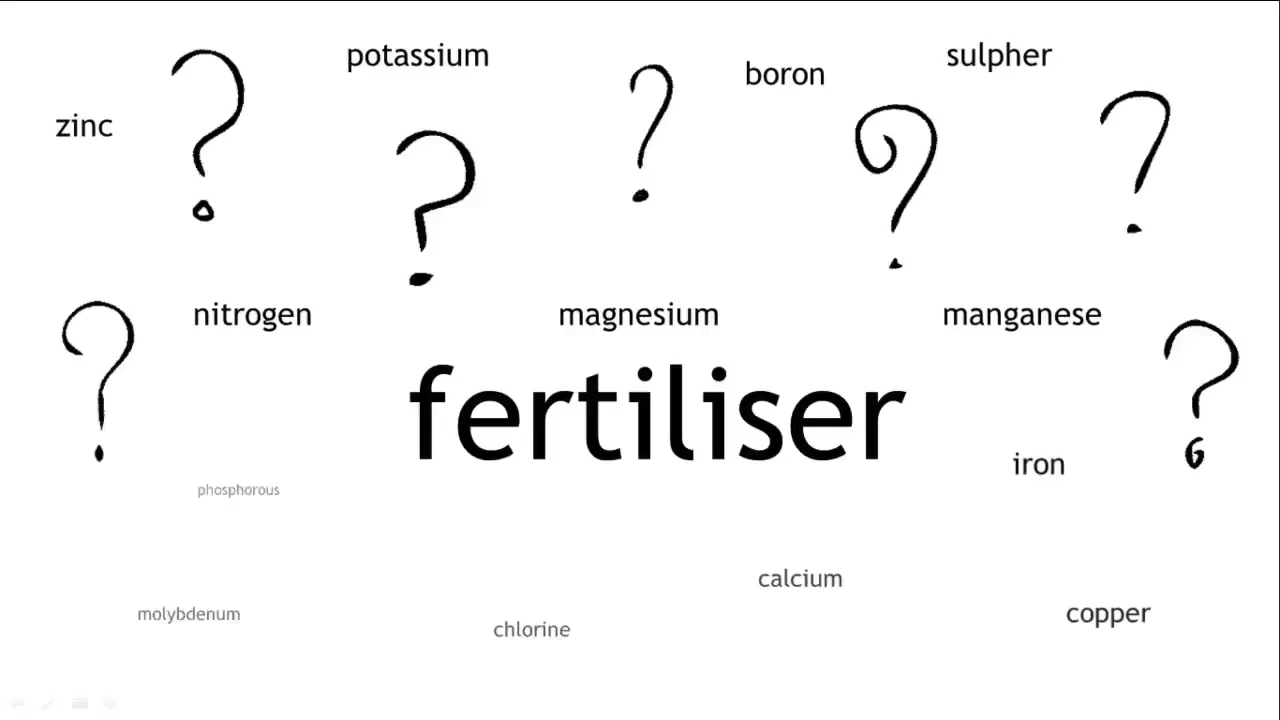 potassium
sulpher
boron
zinc
nitrogen
magnesium
manganese
fertiliser
iron
phosphorous
calcium
molybdenum
copper
chlorine